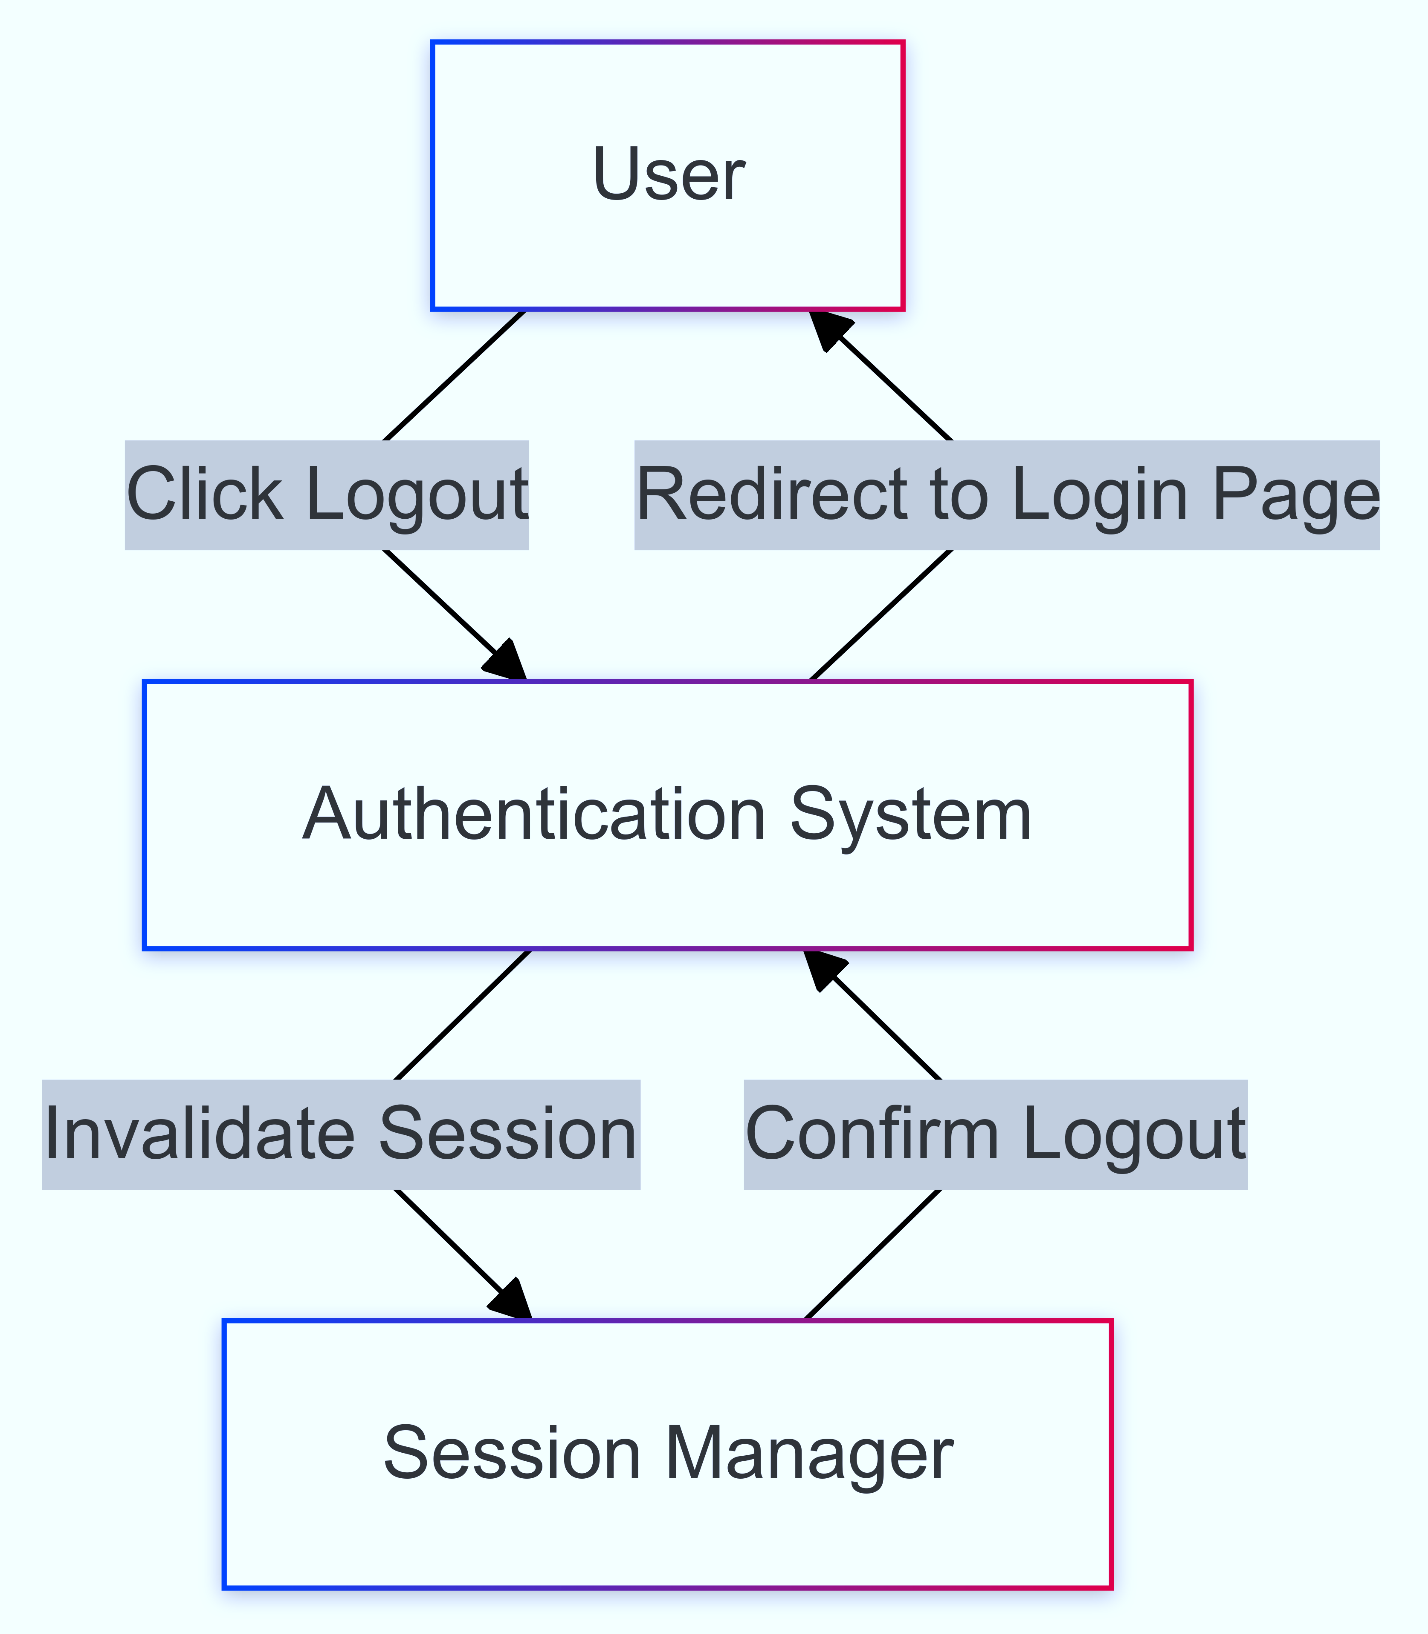 User
Click Logout
Redirect to Login Page
Authentication System
Invalidate Session
Confirm Logout
Session Manager